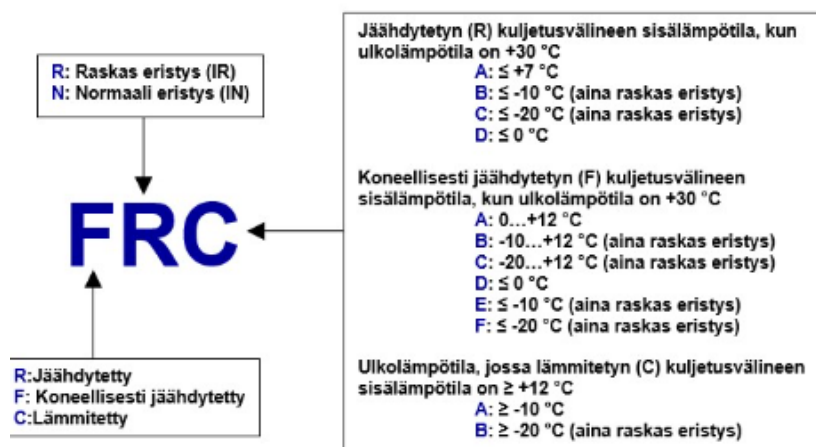 R: Raskas eristys (IR)
N: Normaali eristys (IN)
FRC
R:Jäähdytetty
F: Koneellisesti jäähdytetty
C:Lämmitetty
Jäähdytetyn (R) kuljetusvälineen sisälämpötila, kun
ulkolämpötila on +30 °C
A: ≤ +7 °C
B: ≤ -10 °C (aina raskas eristys)
C: ≤ -20 °C (aina raskas eristys)
D: ≤ 0 °C
Koneellisesti jäähdytetyn (F) kuljetusvälineen
sisälämpötila, kun ulkolämpötila on +30 °C
A: 0...+12 °C
B: -10...+12 °C (aina raskas eristys)
C: -20...+12 °C (aina raskas eristys)
D: ≤ 0 °C
E: ≤ -10 °C (aina raskas eristys)
F: ≤ -20 °C (aina raskas eristys)
Ulkolämpötila, jossa lämmitetyn (C) kuljetusvälineen
sisälämpötila on ≥ +12 °C
A: ≥ -10 °C
B: ≥ -20 °C (aina raskas eristys)